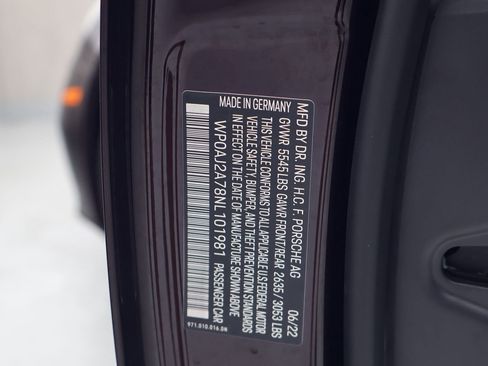 MFD BY DR. ING. H.C. F. PORSCHE AG 06/22
GVWR 5545 LBS GAWR FRONT/REAR 2635 / 3053 LBS
THIS VEHICLE CONFORMS TO ALL APPLICABLE U.S. FEDERAL MOTOR
VEHICLE SAFETY, BUMPER, AND THEFT PREVENTION STANDARDS
IN EFFECT ON THE DATE OF MANUFACTURE SHOWN ABOVE
MADE IN GERMANY
WP0AJ2A78NL101981 PASSENGER CAR
971.010.016.DN